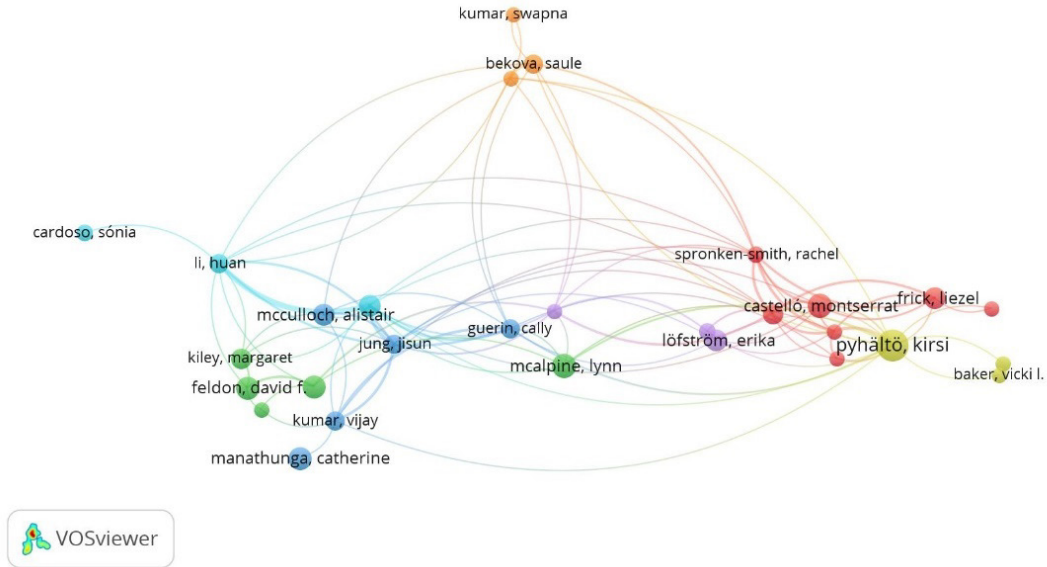 kumar, swapna
bekova, saule
cardoso, sónia
li, huan
spronken-smith, rachel
mcculloch, alistair
castelló, montserrat
frick, liezel
guerin, cally
jung, jisun
löfström, erika
pyhältö, kirsi
kiley, margaret
mcalpine, lynn
baker, vicki l.
feldon, david f.
kumar, vijay
manathunga, catherine
VOSviewer